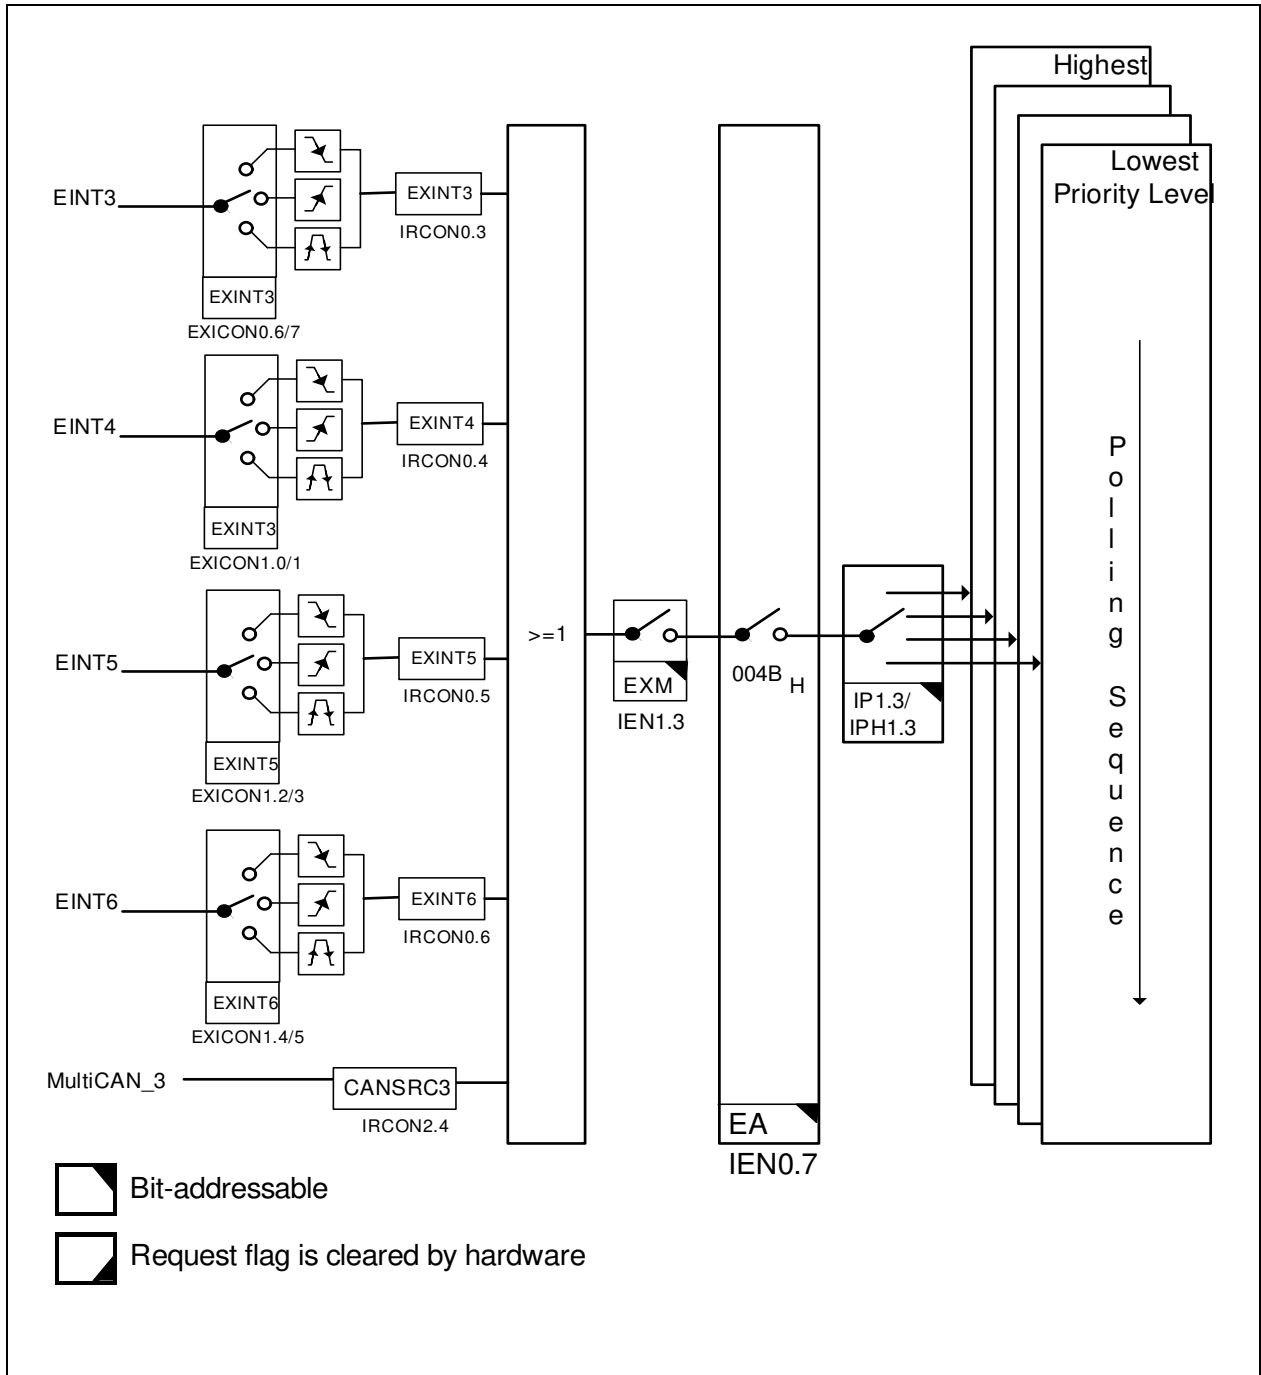 Highest
Lowest
Priority Level
EINT3
EXINT3
IRCON0.3
EXINT3
EXICON0.6/7
EINT4
EXINT4
IRCON0.4
EXINT3
EXICON1.0/1
EINT5
EXINT5
IRCON0.5
EXINT5
EXICON1.2/3
EINT6
EXINT6
IRCON0.6
EXINT6
EXICON1.4/5
MultiCAN_3
CANSRC3
IRCON2.4
>=1
EXM
IEN1.3
004B H
EA
IEN0.7
IP1.3/
IPH1.3
Polling Sequence
Bit-addressable
Request flag is cleared by hardware